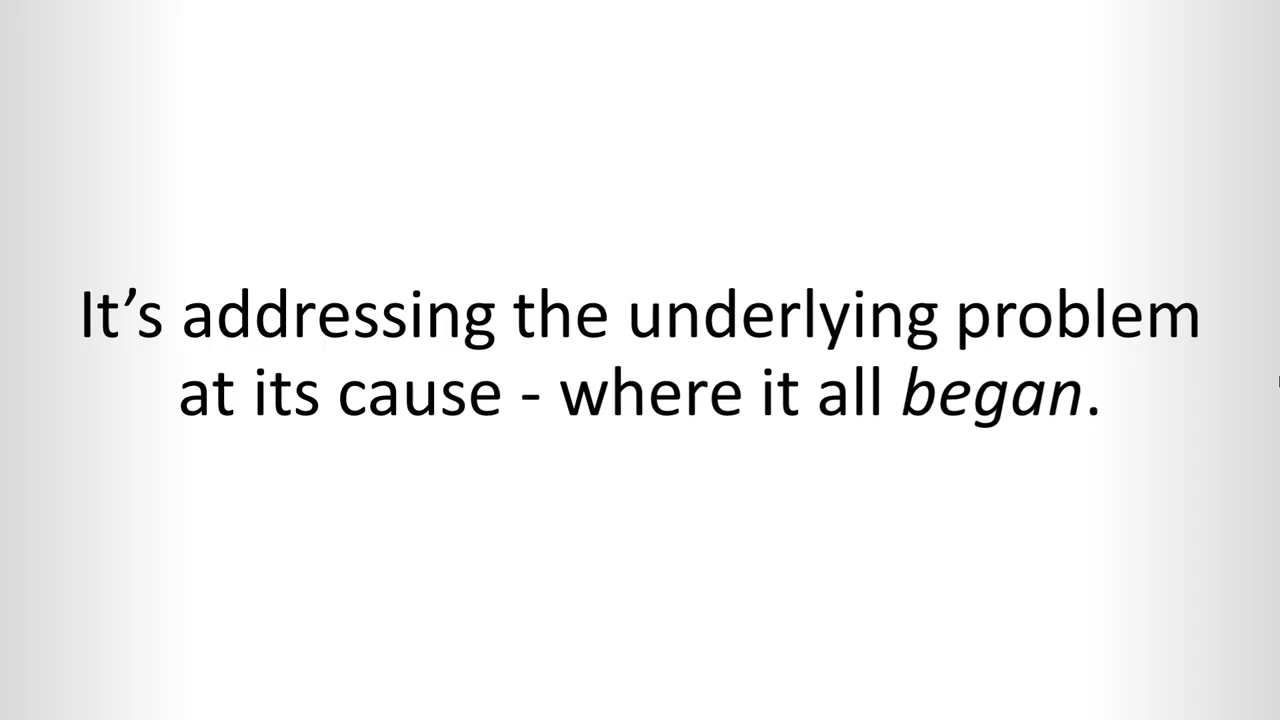 It’s addressing the underlying problem
at its cause - where it all began.